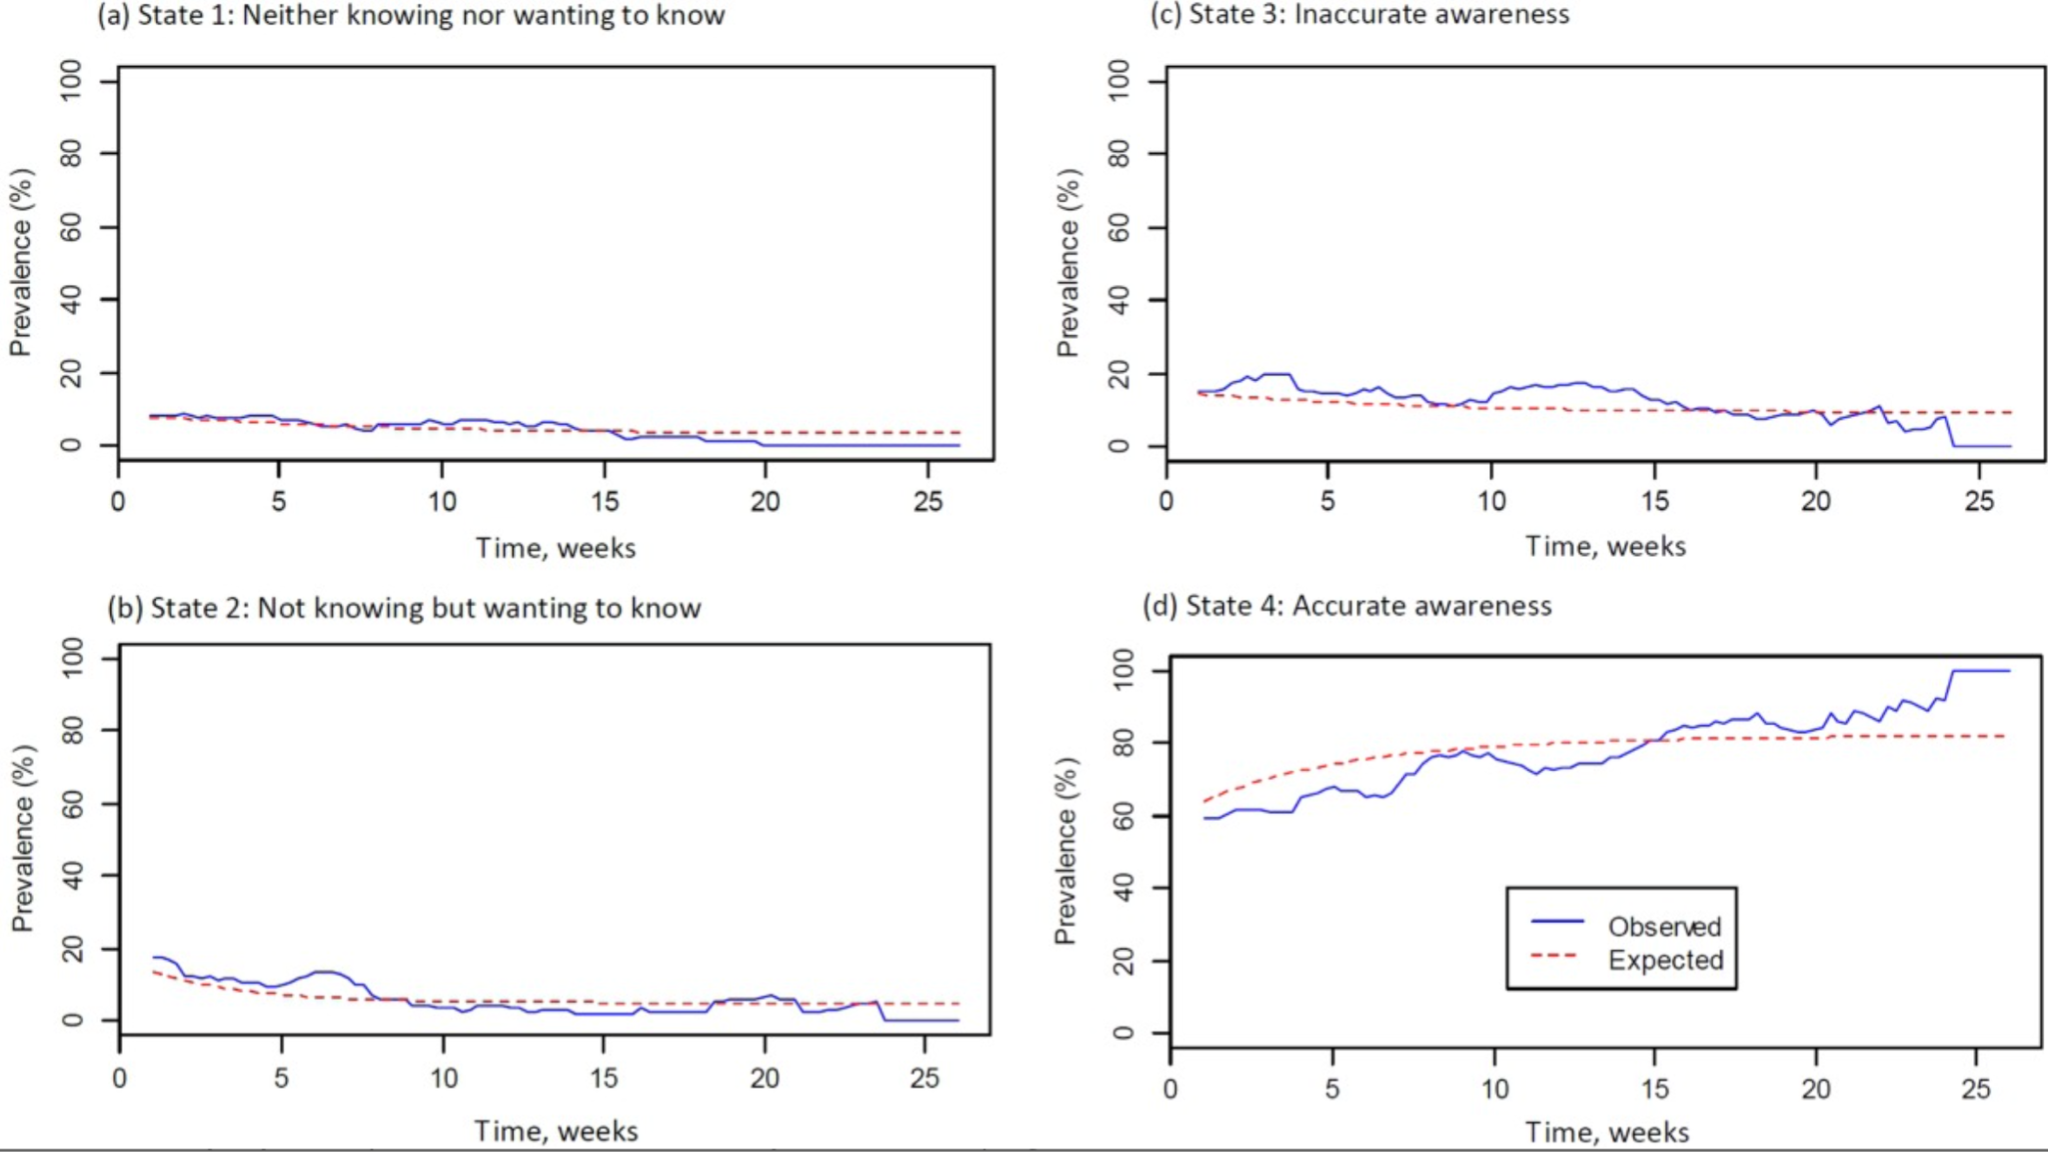 (a) State 1: Neither knowing nor wanting to know
Prevalence (%)
100
80
60
40
20
0
0 5 10 15 20 25
Time, weeks
(c) State 3: Inaccurate awareness
Prevalence (%)
100
80
60
40
20
0
0 5 10 15 20 25
Time, weeks
(b) State 2: Not knowing but wanting to know
Prevalence (%)
100
80
60
40
20
0
0 5 10 15 20 25
Time, weeks
(d) State 4: Accurate awareness
Prevalence (%)
100
80
60
40
20
0
Observed
Expected
0 5 10 15 20 25
Time, weeks